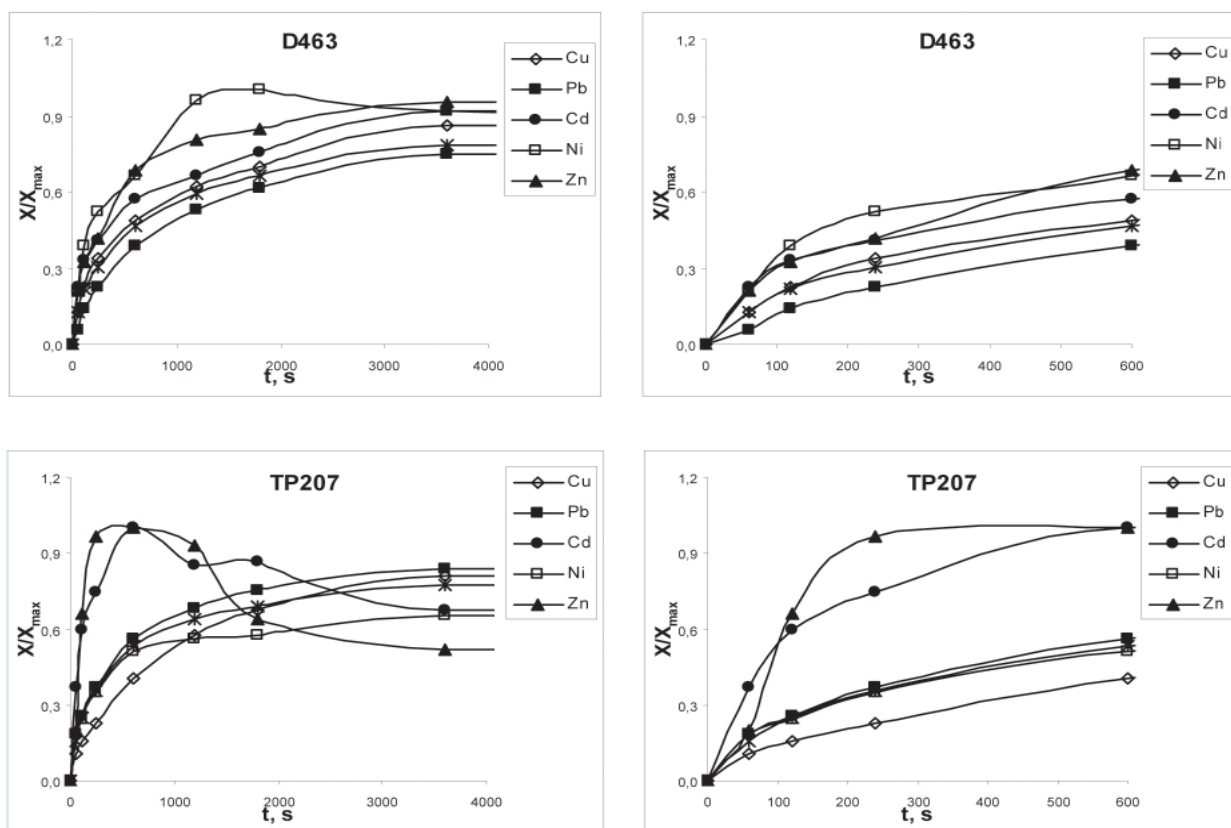 D463
1,2
0,9
0,6
0,3
0,0
X/Xmax
0
1000
2000
3000
4000
t, s
Cu
Pb
Cd
Ni
Zn
D463
1,2
0,9
0,6
0,3
0,0
X/Xmax
0
100
200
300
400
500
600
t, s
Cu
Pb
Cd
Ni
Zn
TP207
1,2
0,9
0,6
0,3
0,0
X/Xmax
0
1000
2000
3000
4000
t, s
Cu
Pb
Cd
Ni
Zn
TP207
1,2
0,9
0,6
0,3
0,0
X/Xmax
0
100
200
300
400
500
600
t, s
Cu
Pb
Cd
Ni
Zn